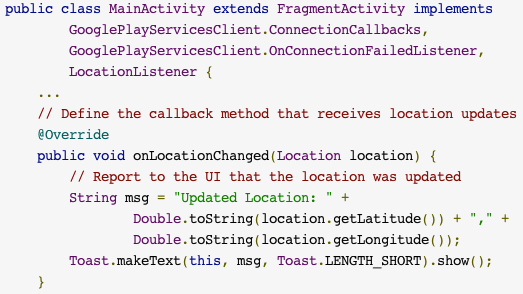 public class MainActivity extends FragmentActivity implements
        GooglePlayServicesClient.ConnectionCallbacks,
        GooglePlayServicesClient.OnConnectionFailedListener,
        LocationListener {
    ...
    // Define the callback method that receives location updates
    @Override
    public void onLocationChanged(Location location) {
        // Report to the UI that the location was updated
        String msg = "Updated Location: " +
                Double.toString(location.getLatitude()) + "," +
                Double.toString(location.getLongitude());
        Toast.makeText(this, msg, Toast.LENGTH_SHORT).show();
    }